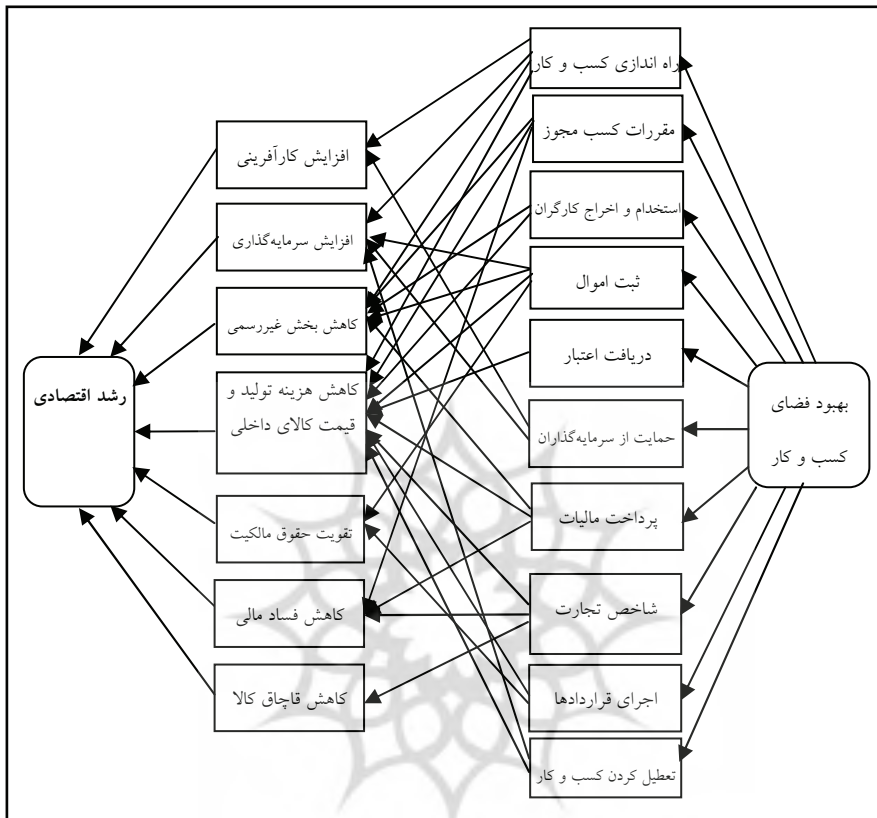 راه اندازی کسب و کار
مقررات کسب مجوز
استخدام و اخراج کارگران
ثبت اموال
دریافت اعتبار
حمایت از سرمایه‌گذاران
پرداخت مالیات
شاخص تجارت
اجرای قراردادها
تعطیل کردن کسب و کار
بهبود فضای
کسب و کار
افزایش کارآفرینی
افزایش سرمایه‌گذاری
کاهش بخش غیررسمی
کاهش هزینه تولید و
قیمت کالای داخلی
تقویت حقوق مالکیت
کاهش فساد مالی
کاهش قاچاق کالا
رشد اقتصادی